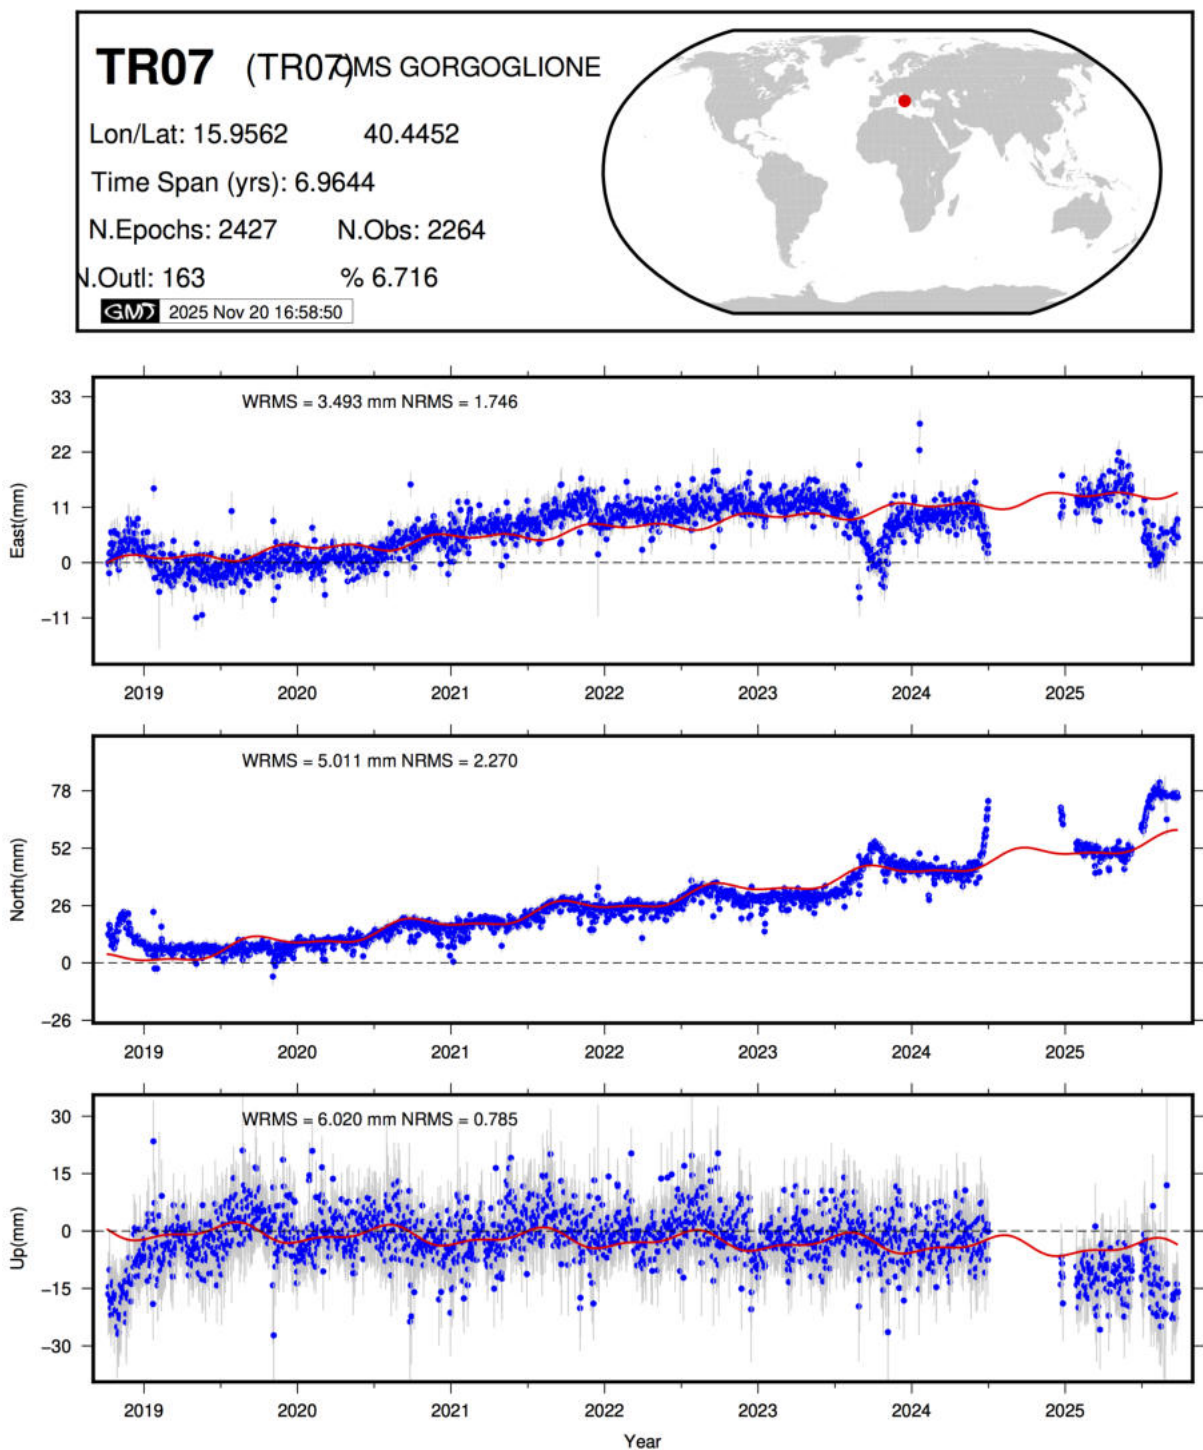 TR07 (TR07) OMS GORGOGLIONE
Lon/Lat: 15.9562 40.4452
Time Span (yrs): 6.9644
N.Epochs: 2427 N.Obs: 2264
N.Outl: 163 % 6.716
GMT 2025 Nov 20 16:58:50
WRMS = 3.493 mm NRMS = 1.746
East(mm)
33
22
11
0
−11
2019 2020 2021 2022 2023 2024 2025
WRMS = 5.011 mm NRMS = 2.270
North(mm)
78
52
26
0
−26
2019 2020 2021 2022 2023 2024 2025
WRMS = 6.020 mm NRMS = 0.785
Up(mm)
30
15
0
−15
−30
2019 2020 2021 2022 2023 2024 2025
Year